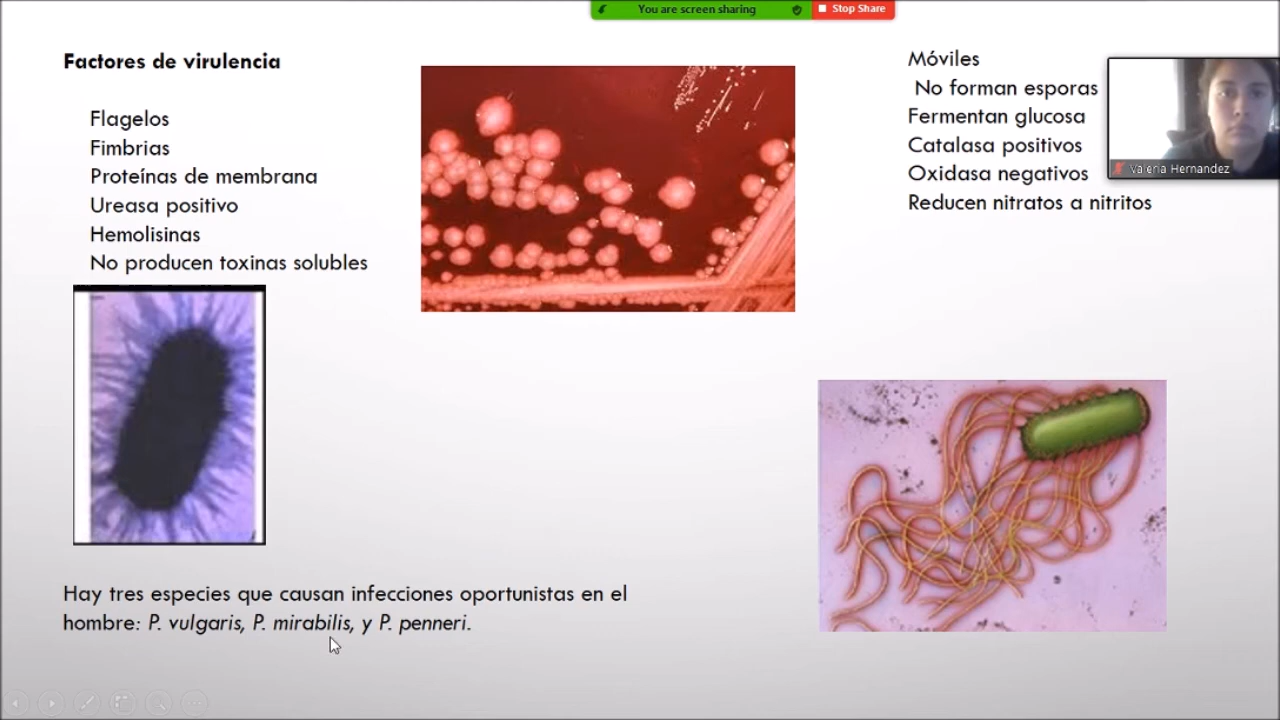 You are screen sharing
Stop Share
Factores de virulencia
Flagelos
Fimbrias
Proteínas de membrana
Ureasa positivo
Hemolisinas
No producen toxinas solubles
Móviles
No forman esporas
Fermentan glucosa
Catalasa positivos
Oxidasa negativos
Reducen nitratos a nitritos
Valeria Hernandez
Hay tres especies que causan infecciones oportunistas en el
hombre: P. vulgaris, P. mirabilis, y P. penneri.